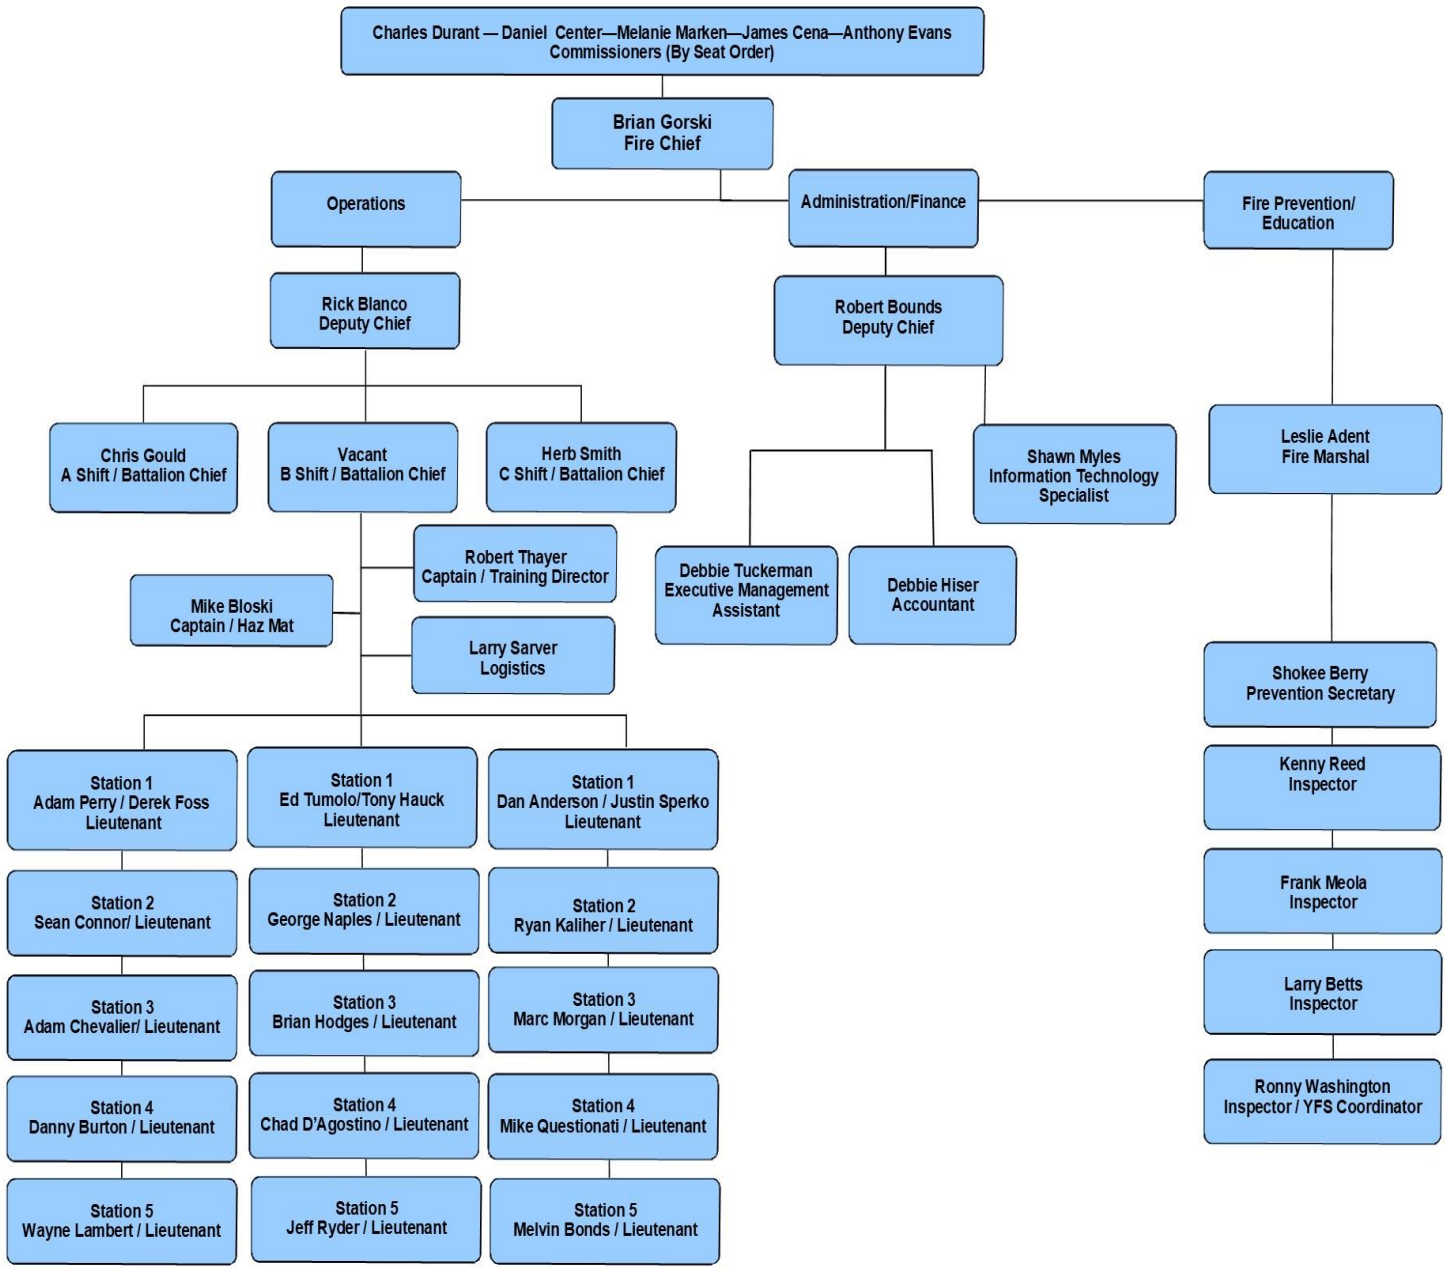 Charles Durant — Daniel  Center—Melanie Marken—James Cena—Anthony Evans
Commissioners (By Seat Order)
Brian Gorski
Fire Chief
Operations
Administration/Finance
Fire Prevention/
Education
Rick Blanco
Deputy Chief
Robert Bounds
Deputy Chief
Chris Gould
A Shift / Battalion Chief
Vacant
B Shift / Battalion Chief
Herb Smith
C Shift / Battalion Chief
Shawn Myles
Information Technology
Specialist
Leslie Adent
Fire Marshal
Robert Thayer
Captain / Training Director
Mike Bloski
Captain / Haz Mat
Larry Sarver
Logistics
Debbie Tuckerman
Executive Management
Assistant
Debbie Hiser
Accountant
Shokee Berry
Prevention Secretary
Kenny Reed
Inspector
Frank Meola
Inspector
Larry Betts
Inspector
Ronny Washington
Inspector / YFS Coordinator
Station 1
Adam Perry / Derek Foss
Lieutenant
Station 2
Sean Connor/ Lieutenant
Station 3
Adam Chevalier/ Lieutenant
Station 4
Danny Burton / Lieutenant
Station 5
Wayne Lambert / Lieutenant
Station 1
Ed Tumolo/Tony Hauck
Lieutenant
Station 2
George Naples / Lieutenant
Station 3
Brian Hodges / Lieutenant
Station 4
Chad D’Agostino / Lieutenant
Station 5
Jeff Ryder / Lieutenant
Station 1
Dan Anderson / Justin Sperko
Lieutenant
Station 2
Ryan Kaliher / Lieutenant
Station 3
Marc Morgan / Lieutenant
Station 4
Mike Questionati / Lieutenant
Station 5
Melvin Bonds / Lieutenant